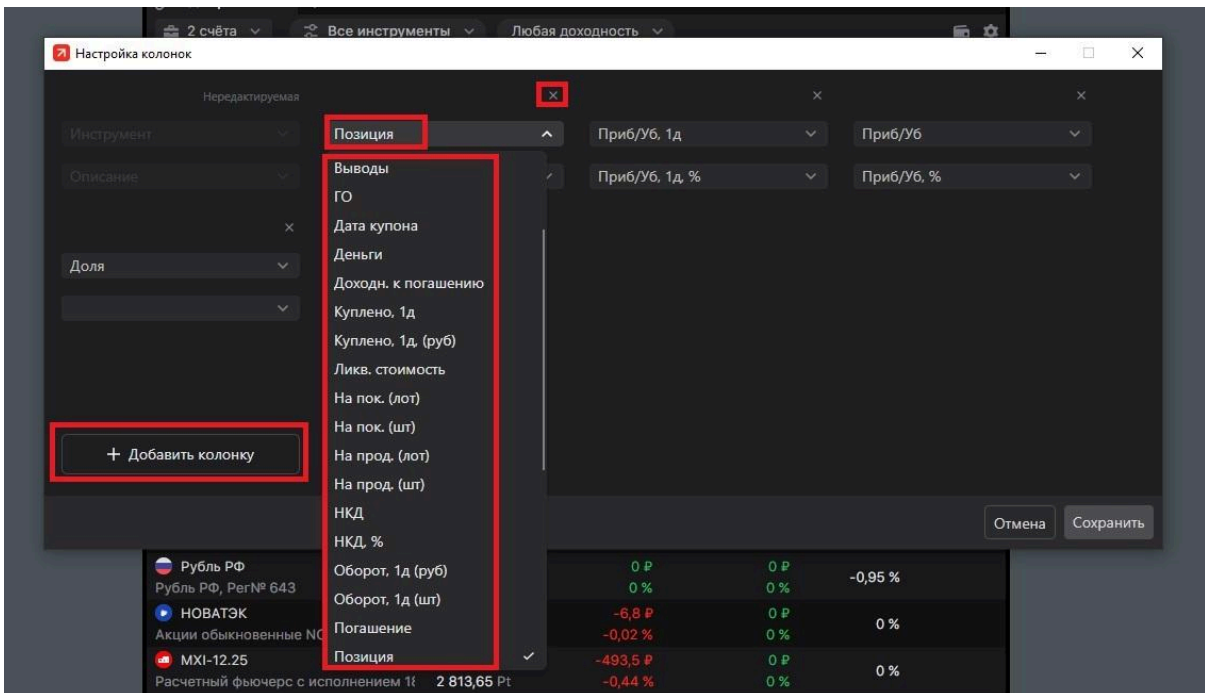 2 счёта Все инструменты Любая доходность
Настройка колонок
Нередактируемая
Инструмент Позиция Приб/Уб, 1д Приб/Уб
Описание Выводы Приб/Уб, 1д, % Приб/Уб, %
ГО
Дата купона
Деньги
Доля
Доходн. к погашению
Куплено, 1д
Куплено, 1д, (руб)
Ликв. стоимость
На пок. (лот)
На пок. (шт)
+ Добавить колонку
На прод. (лот)
На прод. (шт)
НКД
Отмена Сохранить
НКД, %
Оборот, 1д (руб)
Оборот, 1д (шт)
Погашение
Позиция
Рубль РФ 0 ₽ 0 ₽ -0,95 %
Рубль РФ, Рег№ 643 0 % 0 %
НОВАТЭК -6,8 ₽ 0 ₽ 0 %
Акции обыкновенные -0,02 % 0 %
MXI-12.25 -493,5 ₽ 0 ₽ 0 %
Расчетный фьючерс с исполнением 2 813,65 Pt -0,44 % 0 %